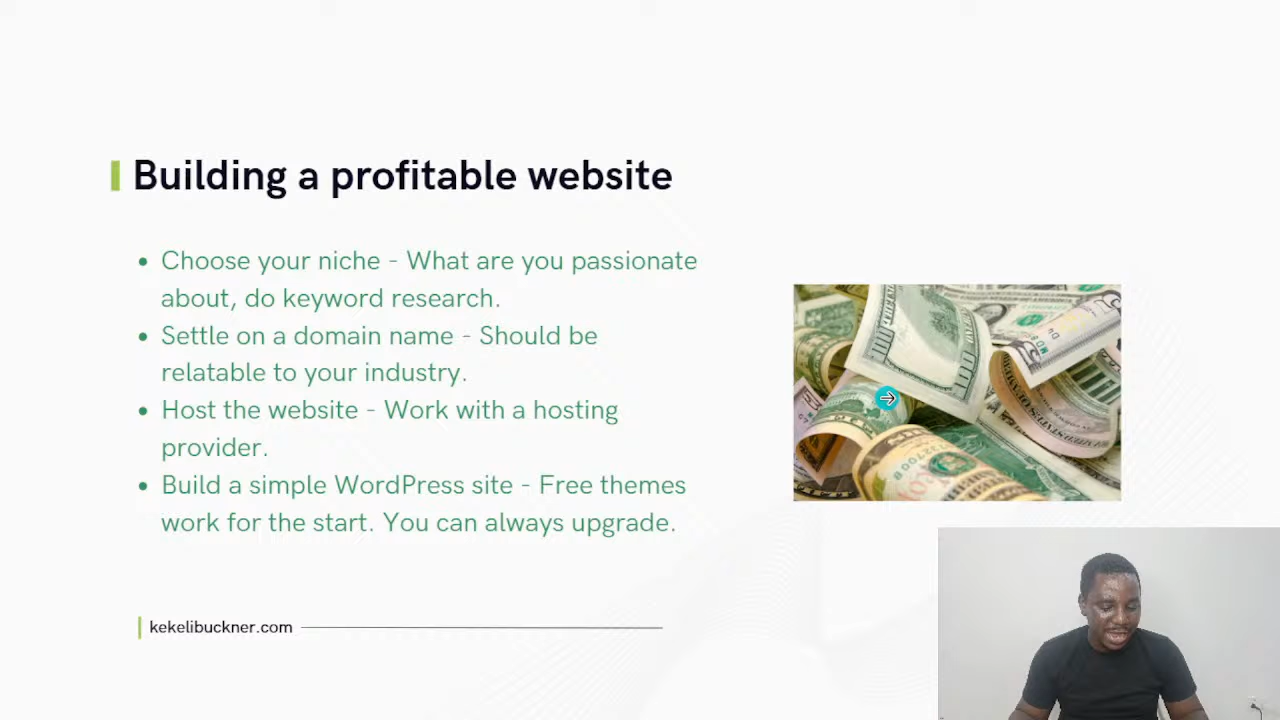 Building a profitable website
• Choose your niche - What are you passionate
about, do keyword research.
• Settle on a domain name - Should be
relatable to your industry.
• Host the website - Work with a hosting
provider.
• Build a simple WordPress site - Free themes
work for the start. You can always upgrade.
kekelibuckner.com